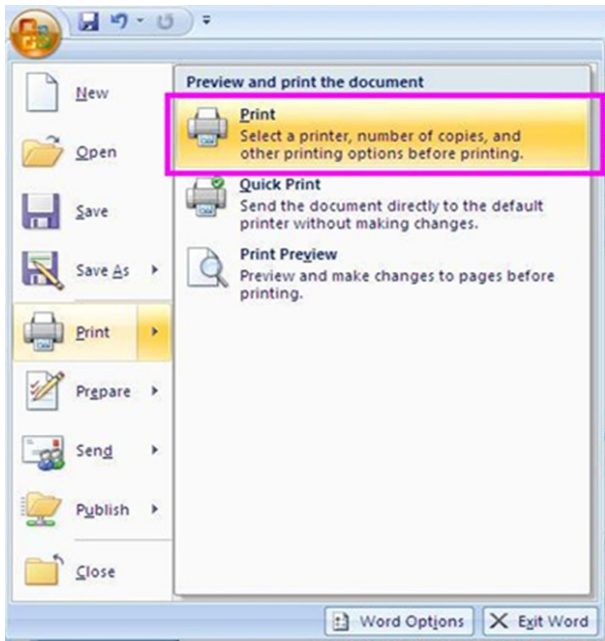 New
Open
Save
Save As
Print
Prepare
Send
Publish
Close
Preview and print the document
Print
Select a printer, number of copies, and
other printing options before printing.
Quick Print
Send the document directly to the default
printer without making changes.
Print Preview
Preview and make changes to pages before
printing.
Word Options
Exit Word